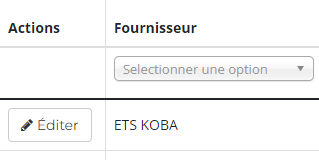 Actions Fournisseur
Selectionner une option
Éditer ETS KOBA